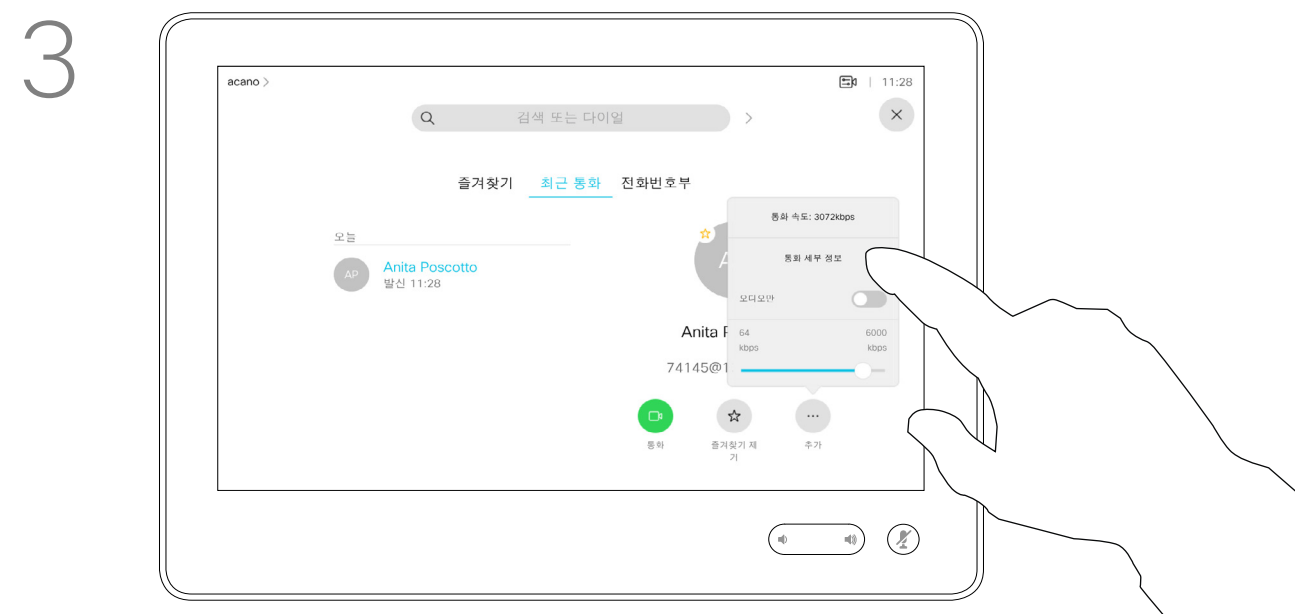 3
acano
11:28
검색 또는 다이얼
즐겨찾기 최근 통화 전화번호부
통화 속도: 3072kbps
오늘
통화 세부 정보
A
AP
Anita Poscotto
발신 11:28
오디오만
Anita P
64
kbps
6000
kbps
74145@1
통화
즐겨찾기 제
기
추가